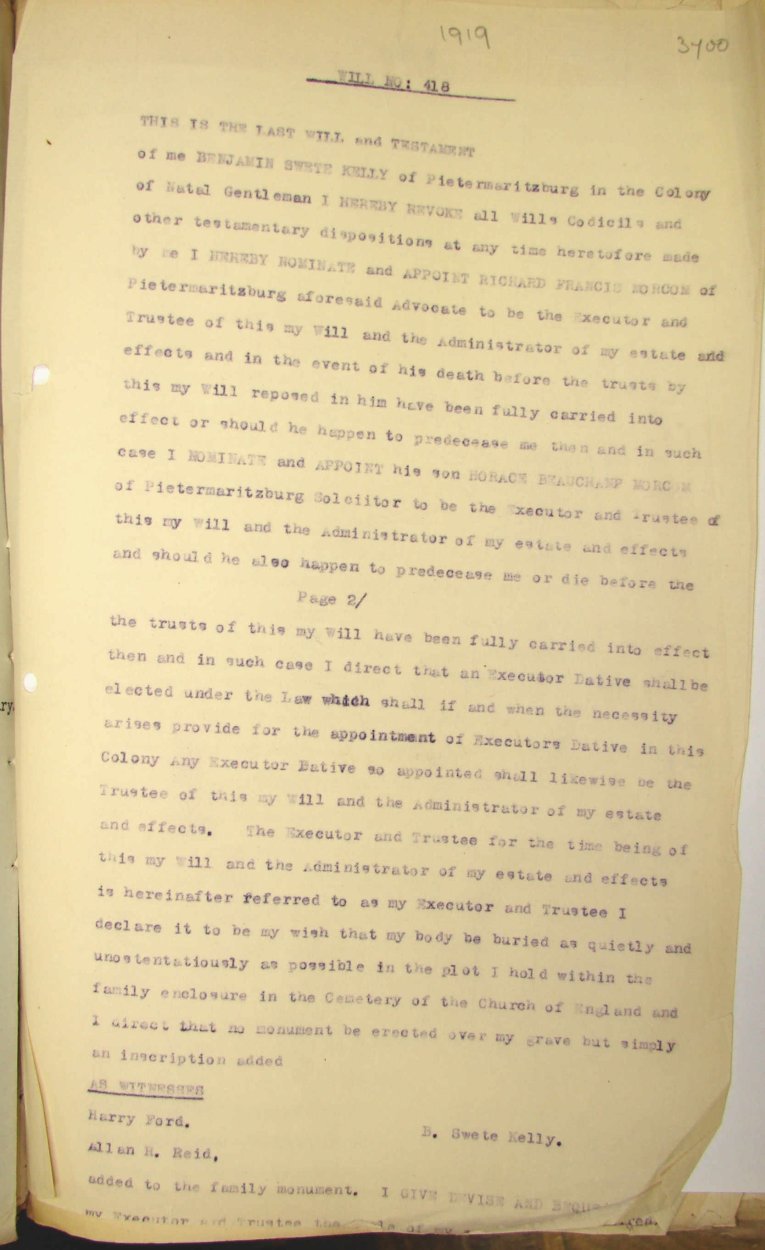 1919
3700
WILL NO: 418
THIS IS THE LAST WILL and TESTAMENT
of me BENJAMIN SWETE KELLY of Pietermaritzburg in the Colony
of Natal Gentleman I HEREBY REVOKE all Wills Codicils and
other testamentary dispositions at any time heretofore made
by me I HEREBY NOMINATE and APPOINT RICHARD FRANCIS MORCOM of
Pietermaritzburg aforesaid Advocate to be the Executor and
Trustee of this my Will and the Administrator of my estate and
effects and in the event of his death before the trusts by
this my Will reposed in him have been fully carried into
effect or should he happen to predecease me then and in such
case I NOMINATE and APPOINT his son HORACE BEAUCHAMP MORCOM
of Pietermaritzburg Solciitor to be the Executor and Trustee of
this my Will and the Administrator of my estate and effects
and should he also happen to predecease me or die before the
Page 2/
the trusts of this my Will have been fully carried into effect
then and in such case I direct that an Executor Dative shallbe
elected under the Law which shall if and when the necessity
arises provide for the appointment of Executors Dative in this
Colony Any Executor Dative so appointed shall likewise be the
Trustee of this my Will and the Administrator of my estate
and effects. The Executor and Trustee for the time being of
this my Will and the Administrator of my estate and effects
is hereinafter referred to as my Executor and Trustee I
declare it to be my wish that my body be buried as quietly and
unostentatiously as possible in the plot I hold within the
family enclosure in the Cemetery of the Church of England and
I direct that no monument be erected over my grave but simply
an inscription added
AS WITNESSES
Harry Ford.
B. Swete Kelly.
Allan H. Reid,
added to the family monument. I GIVE DEVISE AND
my Executor and Trustee the of my
ry,